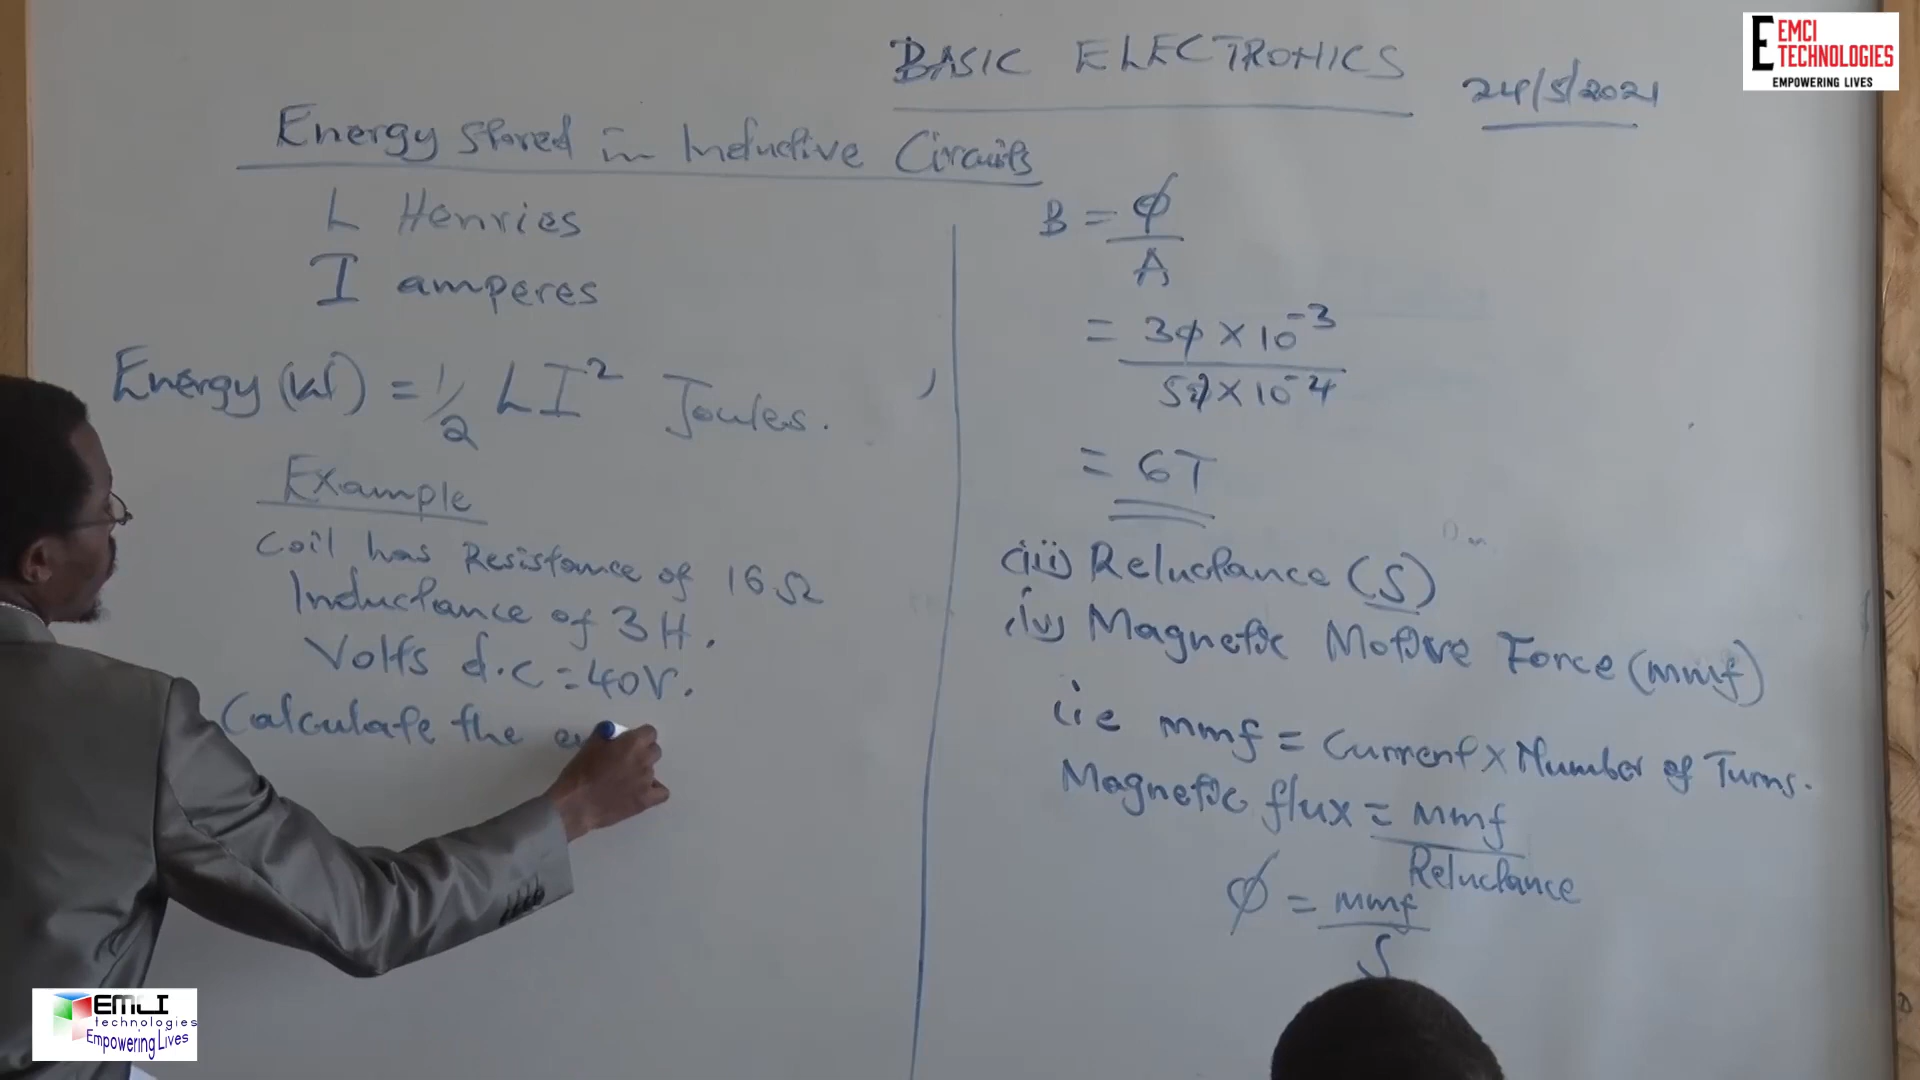 BASIC ELECTRONICS
24/5/2021
E EMCI
TECHNOLOGIES
EMPOWERING LIVES
Energy Stored in Inductive Circuits
L Henries
I amperes
Energy (W) = 1/2 LI² Joules.
Example
Coil has Resistance of 16Ω
Inductance of 3H.
Volts d.c = 40V.
Calculate the en
B = φ
A
= 30 × 10⁻³
50 × 10⁻⁴
= 6T
(iii) Reluctance (S)
(iv) Magnetic Motive Force (mmf)
i.e mmf = Current × Number of Turns.
Magnetic flux = mmf
Reluctance
φ = mmf
S
EMCI
technologies
Empowering Lives